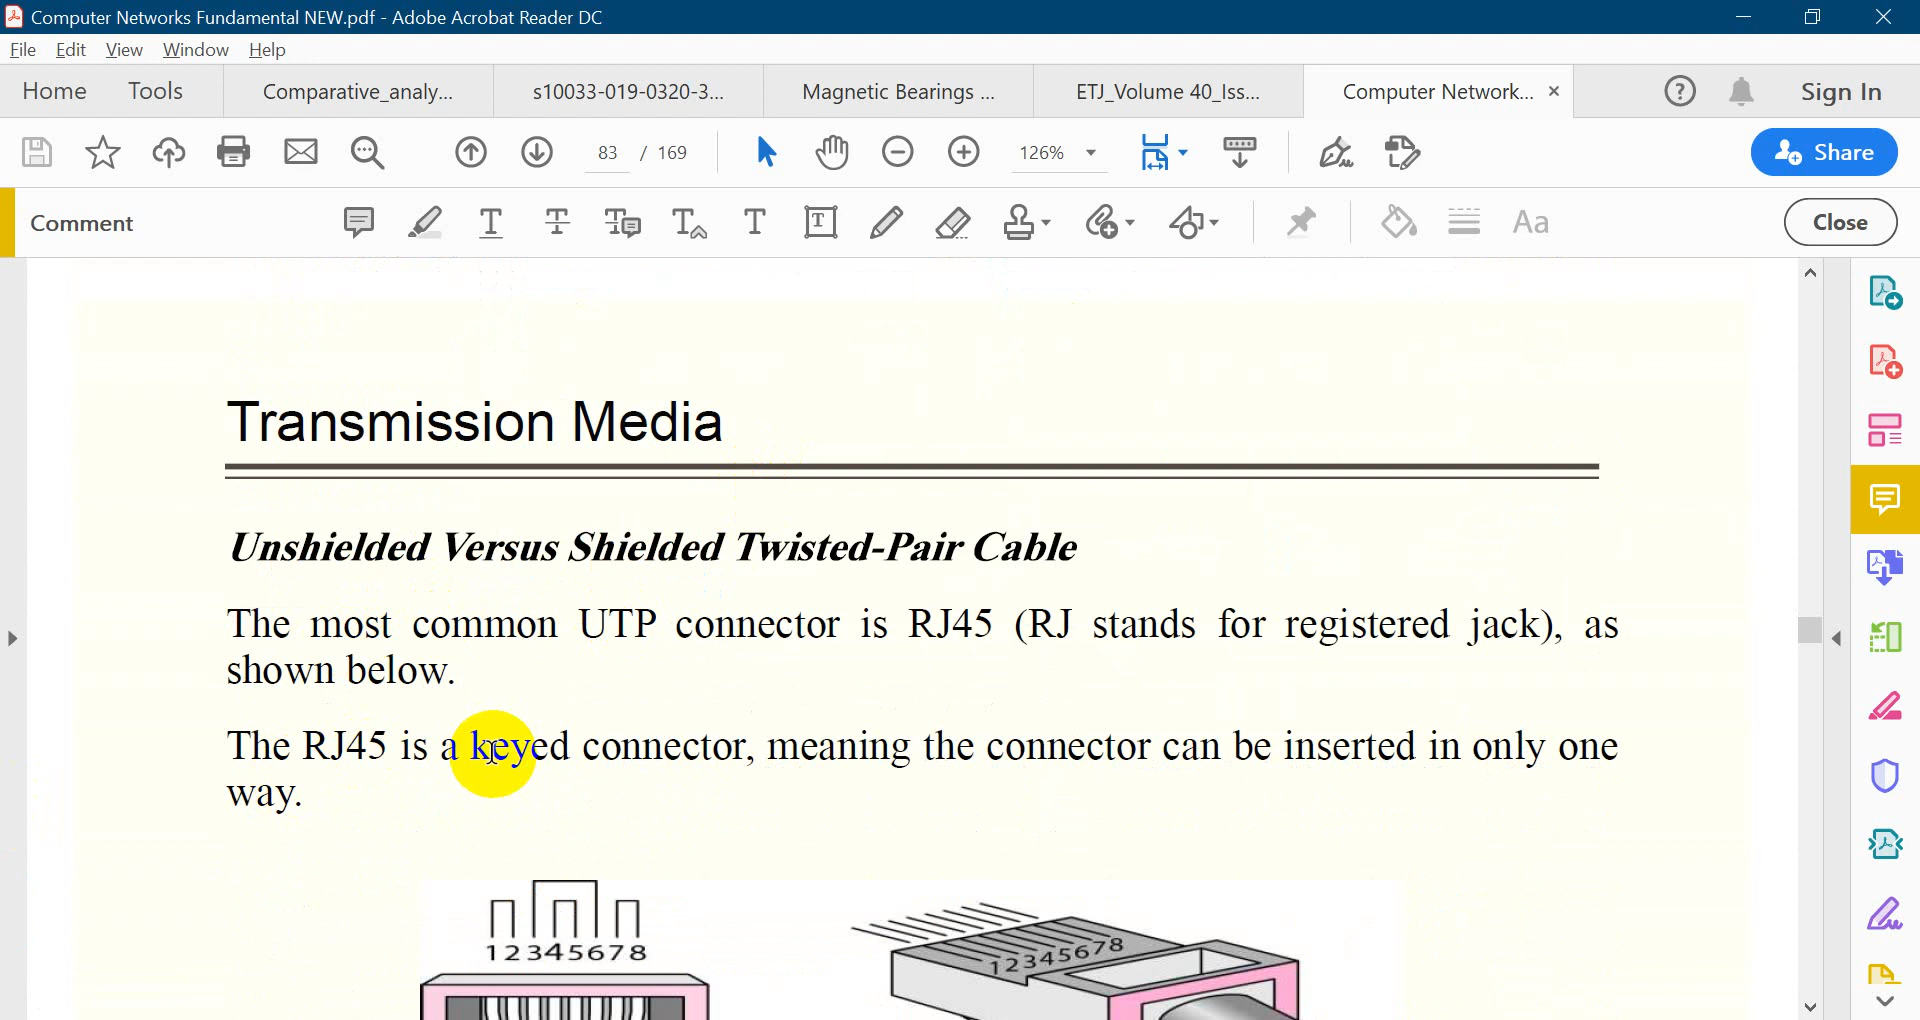 Computer Networks Fundamental NEW.pdf - Adobe Acrobat Reader DC
File Edit View Window Help
Home Tools Comparative_analy... s10033-019-0320-3... Magnetic Bearings ... ETJ_Volume 40_Iss... Computer Network... × ? Sign In
83 / 169 126% Share
Comment T T T T T T Aa Close
Transmission Media
Unshielded Versus Shielded Twisted-Pair Cable
The most common UTP connector is RJ45 (RJ stands for registered jack), as
shown below.
The RJ45 is a keyed connector, meaning the connector can be inserted in only one
way.
12345678
12345678